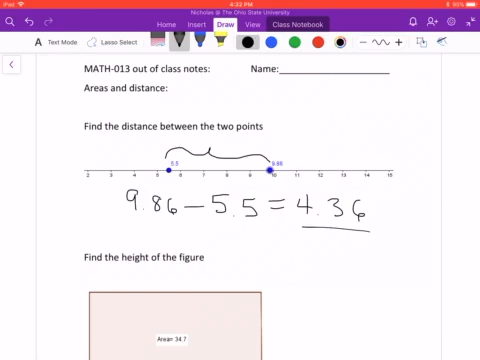 iPad
4:32 PM
86%
Nicholas @ The Ohio State University
Home Insert Draw View Class Notebook
A Text Mode Lasso Select
MATH-013 out of class notes: Name:
Areas and distance:
Find the distance between the two points
5.5 9.86
2 3 4 5 6 7 8 9 10 11 12 13 14 15
9.86 — 5.5 = 4.36
Find the height of the figure
Area= 34.7